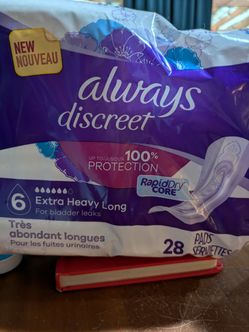 NEW
NOUVEAU
always
discreet
UP TO/JUSQU'À 100%
PROTECTION
RapidDry
CORE
6 Extra Heavy Long
For bladder leaks
Très
abondant longues
Pour les fuites urinaires
28 PADS
SERVIETTES